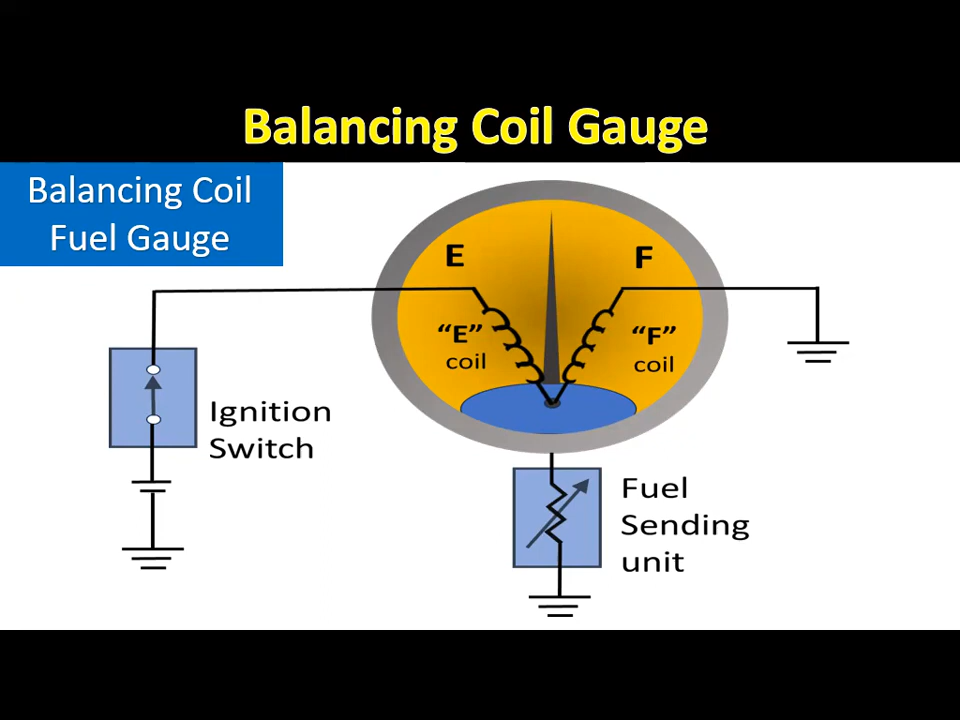 Balancing Coil Gauge
Balancing Coil
Fuel Gauge
E
F
“E”
coil
“F”
coil
Ignition
Switch
Fuel
Sending
unit